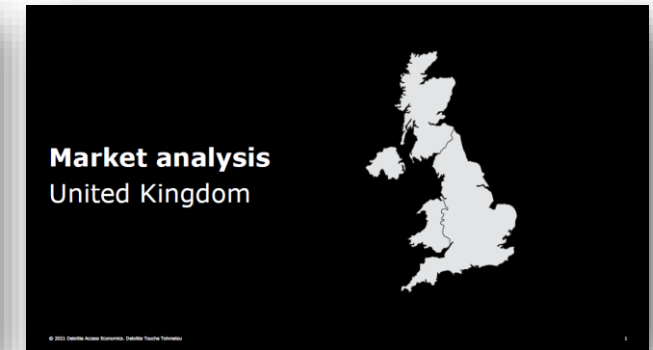 Market analysis
United Kingdom
© 2021 Deloitte Access Economics. Deloitte Touche Tohmatsu
1